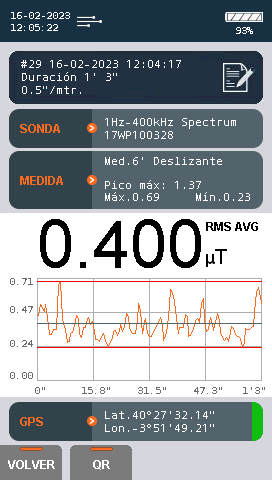 16-02-2023
12:05:22
93%
#29 16-02-2023 12:04:17
Duración 1' 3"
0.5"/mtr.
SONDA
1Hz-400kHz Spectrum
17WP100328
MEDIDA
Med.6' Deslizante
Pico máx: 1.37
Máx.0.69 Mín.0.23
0.400 RMS AVG
µT
0.71
0.47
0.24
0.00
0" 15.8" 31.5" 47.3" 1'3"
GPS
Lat.40°27'32.14"
Lon.-3°51'49.21"
VOLVER QR